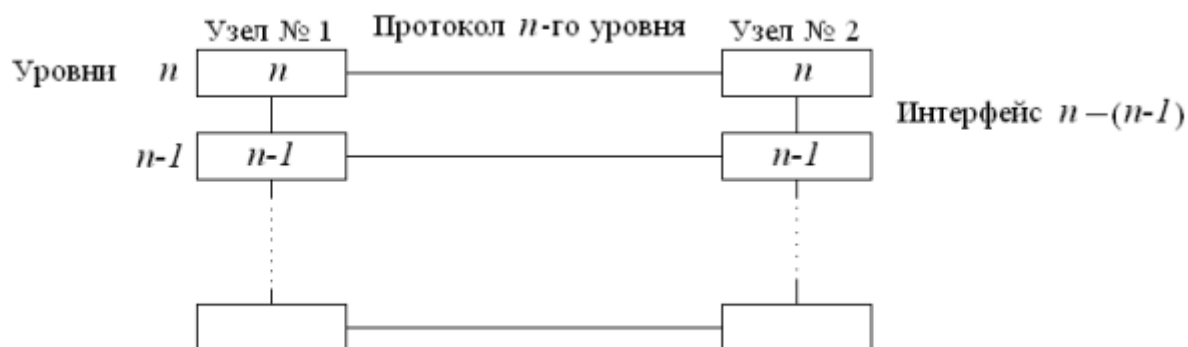 Узел № 1 Протокол n-го уровня Узел № 2
Уровни n n n
Интерфейс n – (n-1)
n-1 n-1 n-1